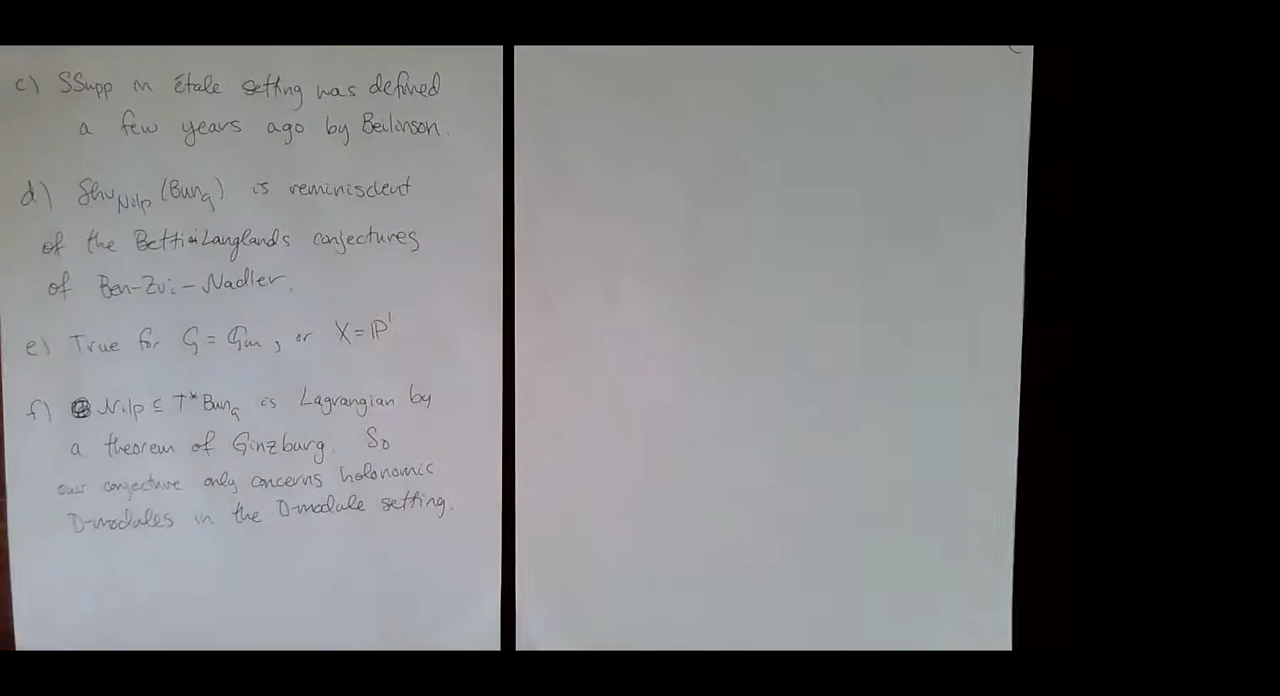 c) SSupp in étale setting was defined
a few years ago by Beilinson.
d) Shv_Nilp (Bun_G) is reminiscent
of the Betti Langlands conjectures
of Ben-Zvi - Nadler.
e) True for G = Gm, or X = P¹
f) Nilp ⊆ T*Bun_G is Lagrangian by
a theorem of Ginzburg. So
our conjecture only concerns holonomic
D-modules in the D-module setting.